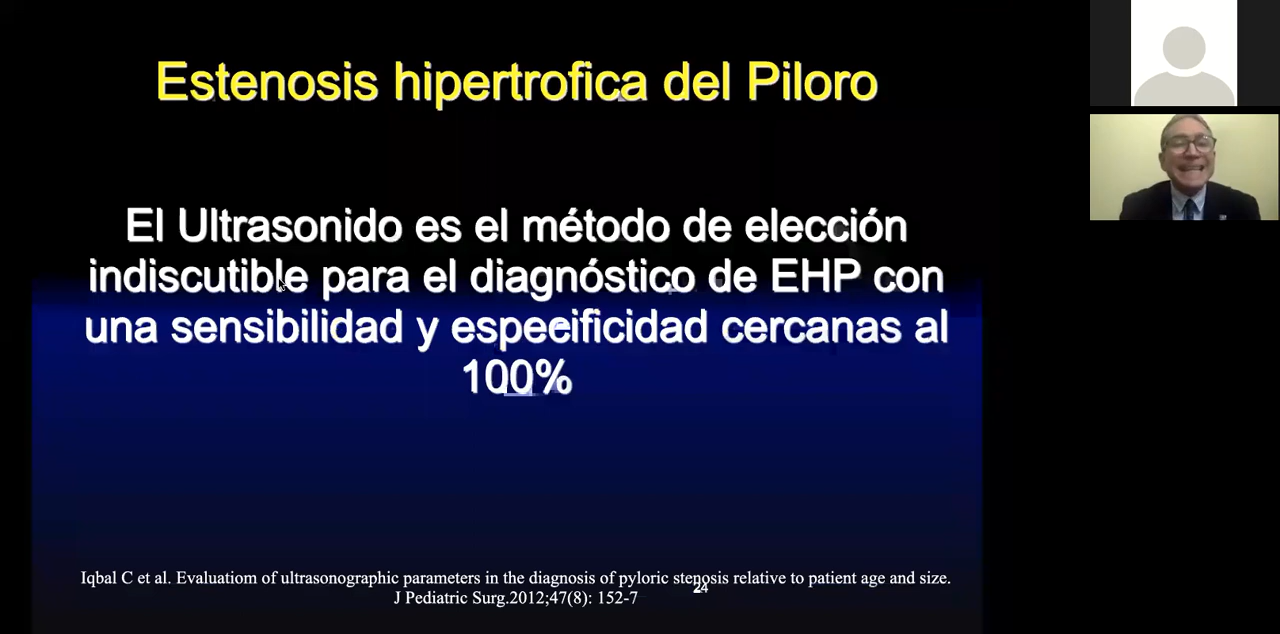 Estenosis hipertrofica del Piloro
El Ultrasonido es el método de elección
indiscutible para el diagnóstico de EHP con
una sensibilidad y especificidad cercanas al
100%
Iqbal C et al. Evaluatiom of ultrasonographic parameters in the diagnosis of pyloric stenosis relative to patient age and size.
J Pediatric Surg.2012;47(8): 152-7
24